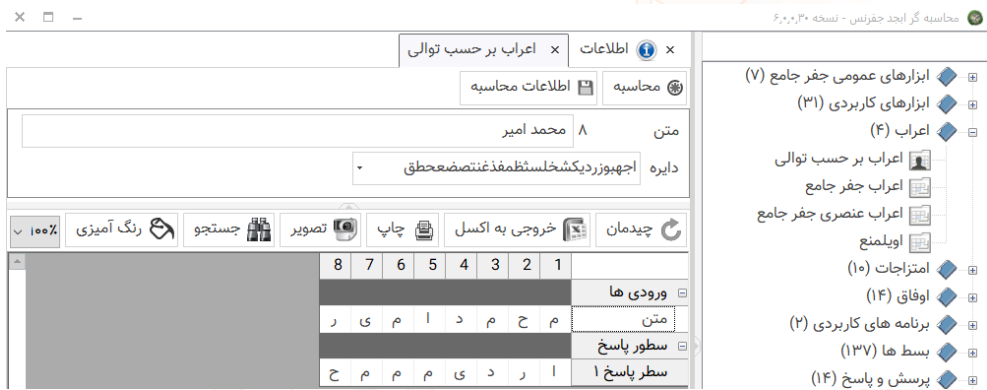 محاسبه گر ابجد جفرنس - نسخه ۶,۰,۰,۳۰
اطلاعات
اعراب بر حسب توالی
محاسبه
اطلاعات محاسبه
متن
۸
محمد امیر
دایره
اجهبوزردیکشخلسثظمفذغنتصضعحطق
چیدمان
خروجی به اکسل
چاپ
تصویر
جستجو
رنگ آمیزی
۱۰۰٪
1 2 3 4 5 6 7 8
ورودی ها
متن م ح م د ا م ی ر
سطور پاسخ
سطر پاسخ ۱ ا ر د ی م م م ح
ابزارهای عمومی جفر جامع (۷)
ابزارهای کاربردی (۳۱)
اعراب (۴)
اعراب بر حسب توالی
اعراب جفر جامع
اعراب عنصری جفر جامع
اویلمنع
امتزاجات (۱۰)
اوفاق (۱۴)
برنامه های کاربردی (۲)
بسط ها (۱۳۷)
پرسش و پاسخ (۱۴)